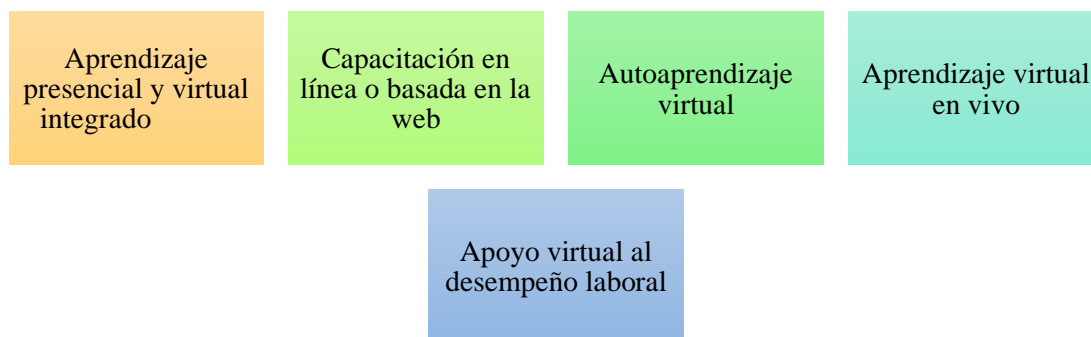 Aprendizaje
presencial y virtual
integrado
Capacitación en
línea o basada en la
web
Autoaprendizaje
virtual
Aprendizaje virtual
en vivo
Apoyo virtual al
desempeño laboral